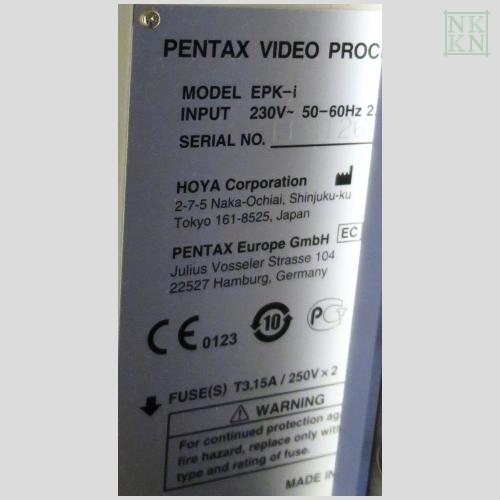 NK
KN
PENTAX VIDEO PROC
MODEL EPK-i
INPUT 230V~ 50-60Hz 2.
SERIAL NO.
HOYA Corporation
2-7-5 Naka-Ochiai, Shinjuku-ku
Tokyo 161-8525, Japan
PENTAX Europe GmbH EC
Julius Vosseler Strasse 104
22527 Hamburg, Germany
CE 0123 10 PC
FUSE(S) T3.15A / 250V x 2
WARNING
For continued protection aga
fire hazard, replace only with
type and rating of fuse.
MADE IN